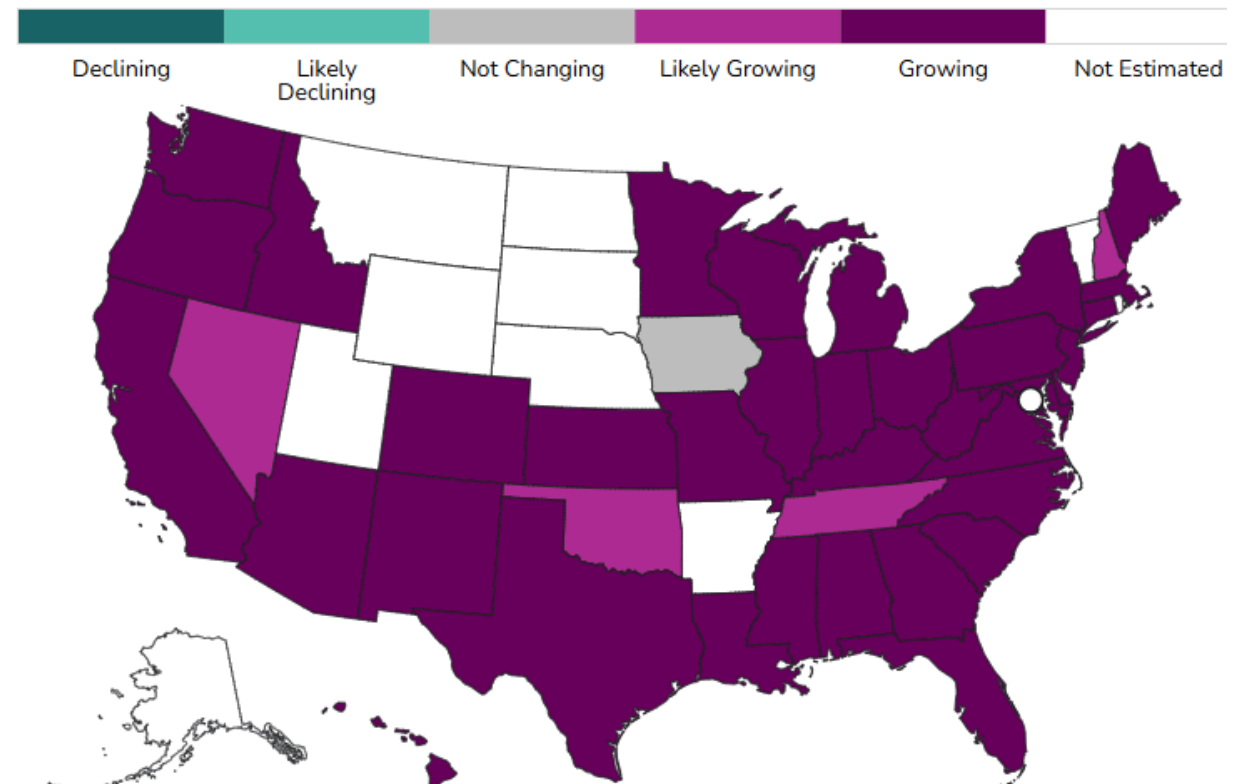 Declining
Likely
Declining
Not Changing
Likely Growing
Growing
Not Estimated